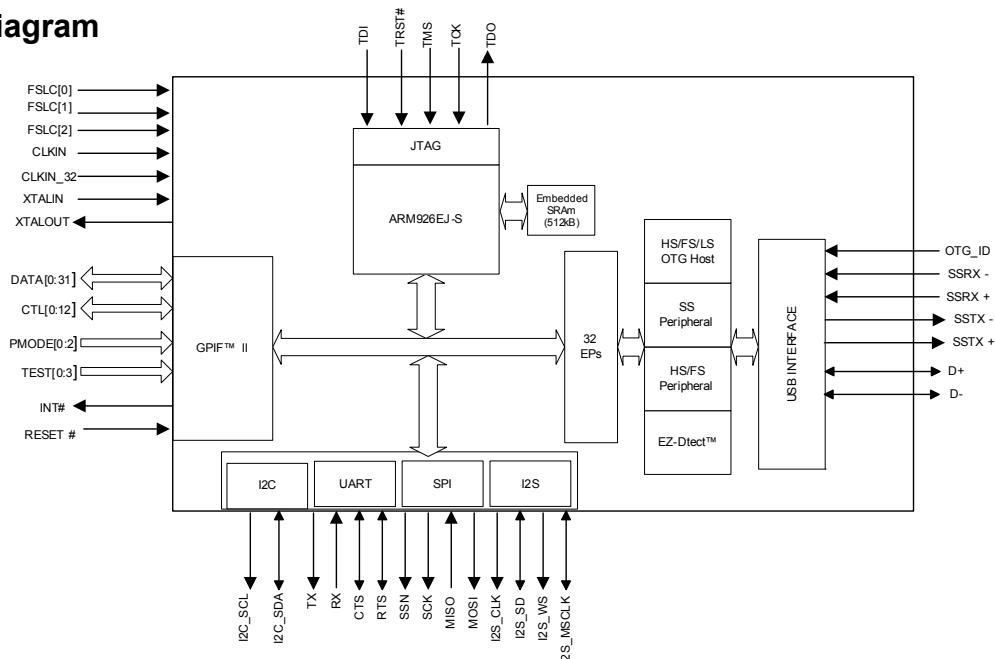 iagram
TDI
TRST#
TMS
TCK
TDO
FSLC[0]
FSLC[1]
FSLC[2]
CLKIN
CLKIN_32
XTALIN
XTALOUT
DATA[0:31]
CTL[0:12]
PMODE[0:2]
TEST[0:3]
INT#
RESET #
JTAG
ARM926EJ-S
Embedded
SRAm
(512kB)
GPIF™ II
32
EPs
HS/FS/LS
OTG Host
SS
Peripheral
HS/FS
Peripheral
EZ-Dtect™
USB INTERFACE
OTG_ID
SSRX -
SSRX +
SSTX -
SSTX +
D+
D-
I2C
UART
SPI
I2S
I2C_SCL
I2C_SDA
TX
RX
CTS
RTS
SSN
SCK
MISO
MOSI
I2S_CLK
I2S_SD
I2S_WS
I2S_MSCLK